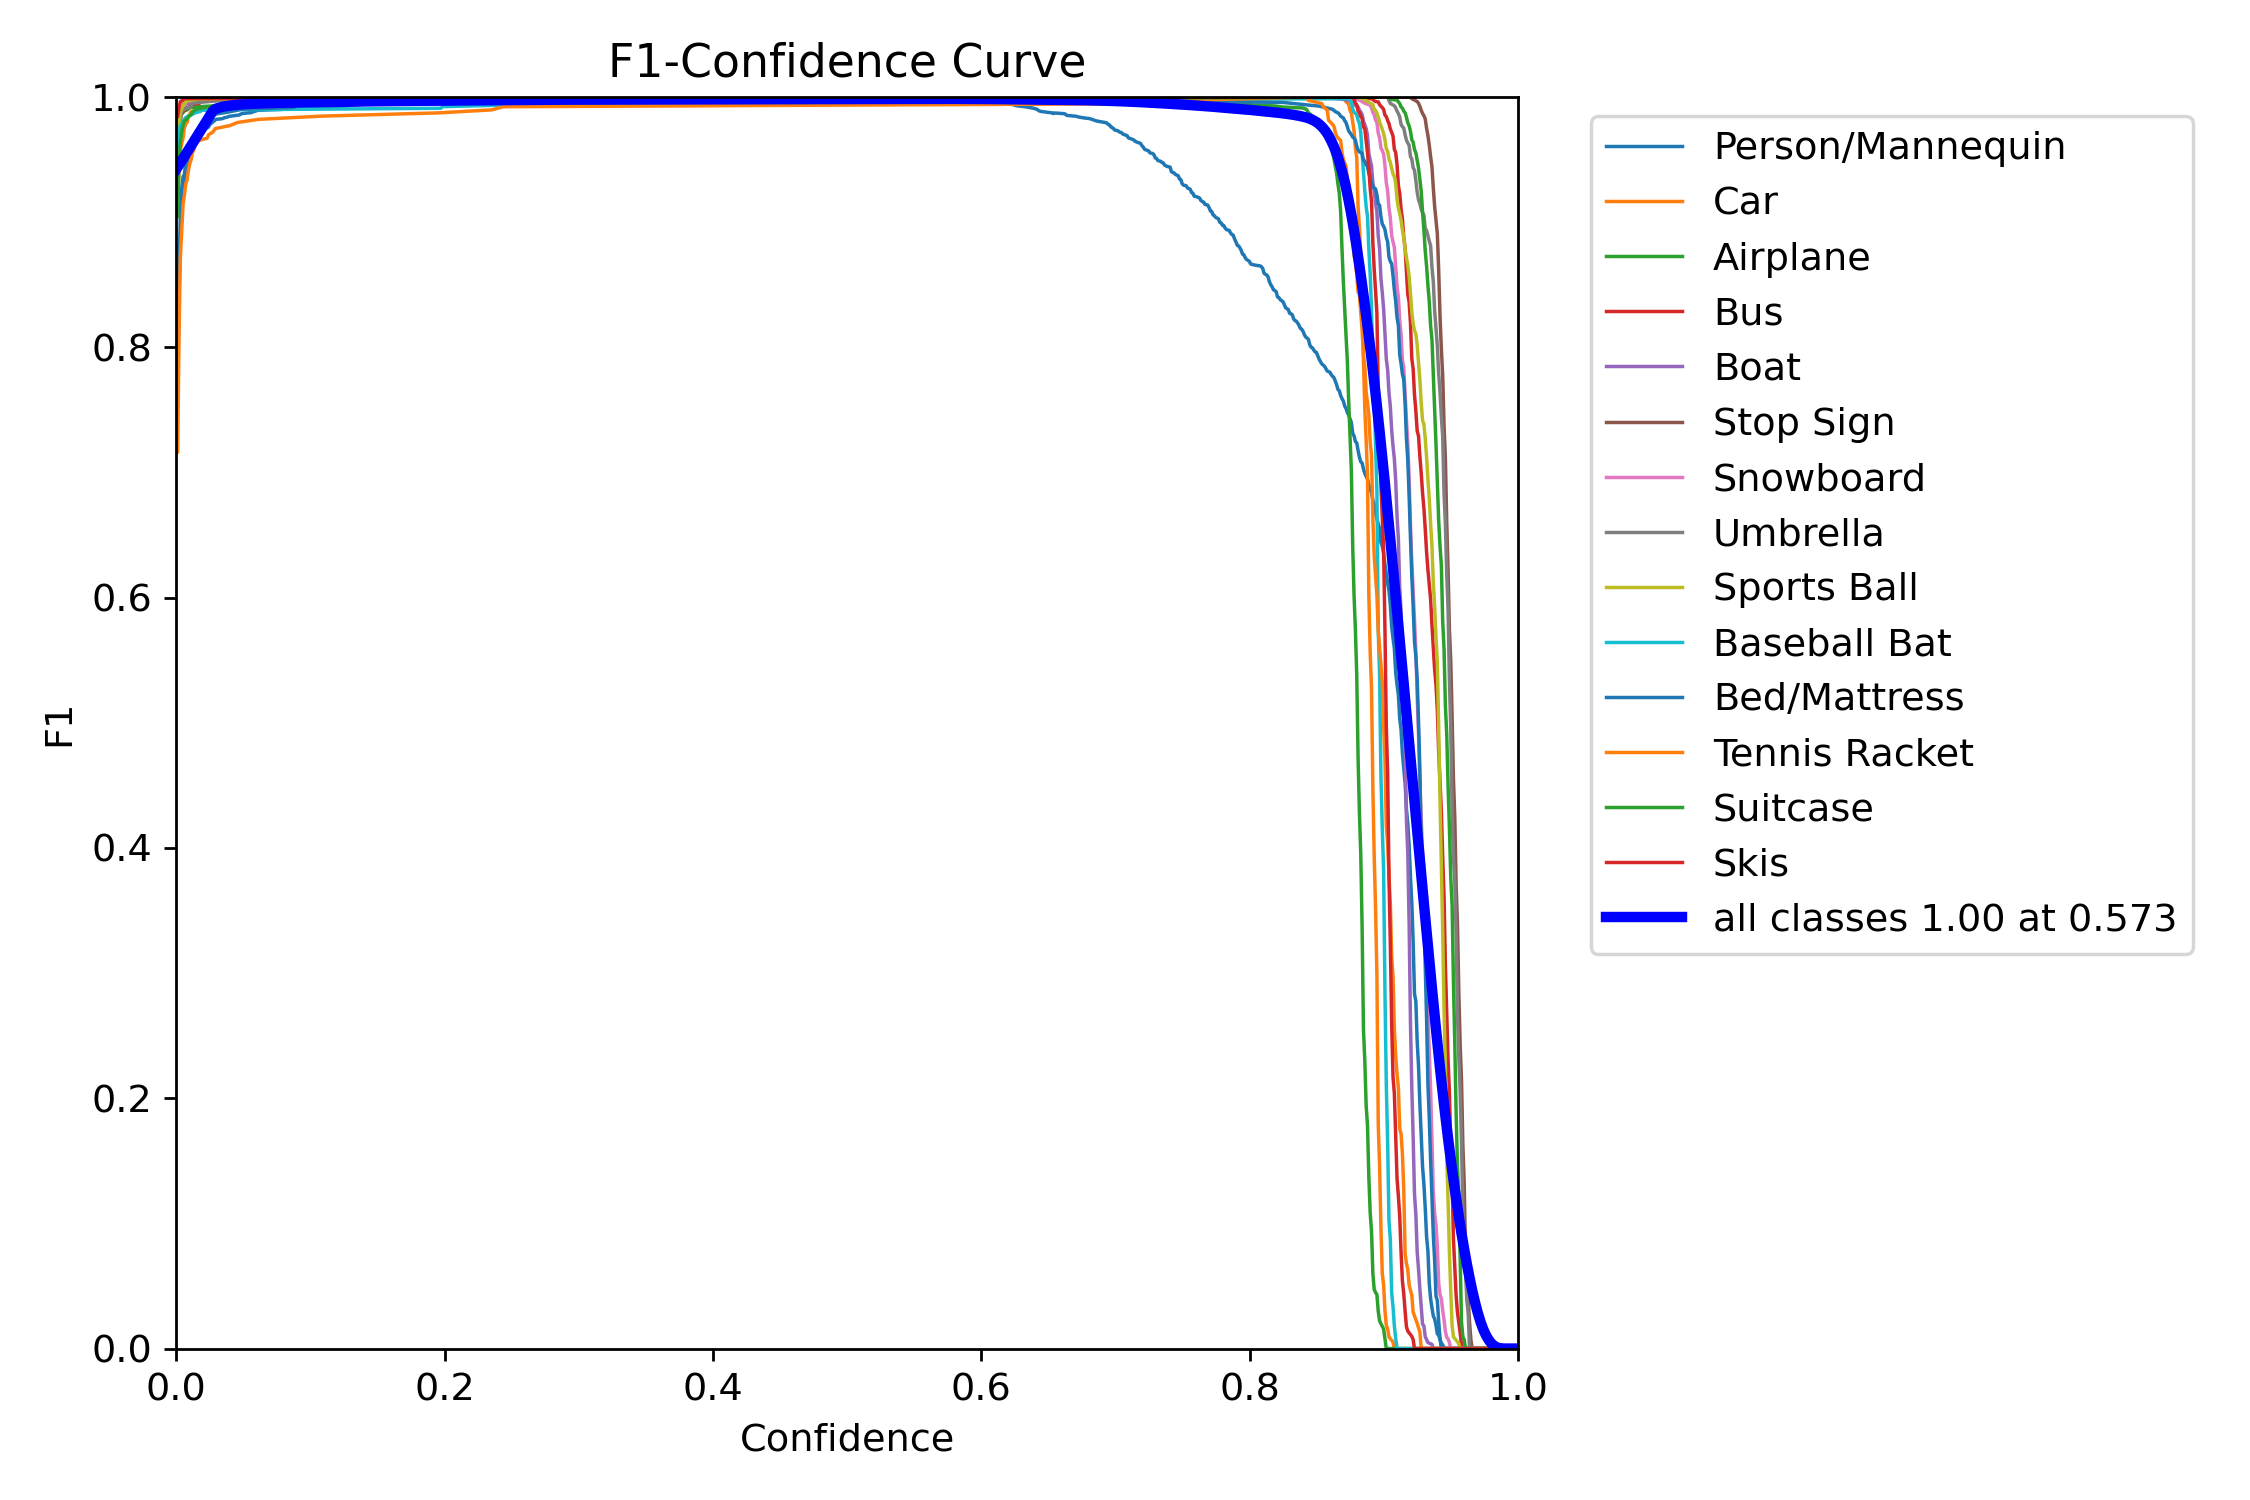 F1-Confidence Curve
1.0
0.8
0.6
0.4
0.2
0.0
F1
0.0 0.2 0.4 0.6 0.8 1.0
Confidence
Person/Mannequin
Car
Airplane
Bus
Boat
Stop Sign
Snowboard
Umbrella
Sports Ball
Baseball Bat
Bed/Mattress
Tennis Racket
Suitcase
Skis
all classes 1.00 at 0.573